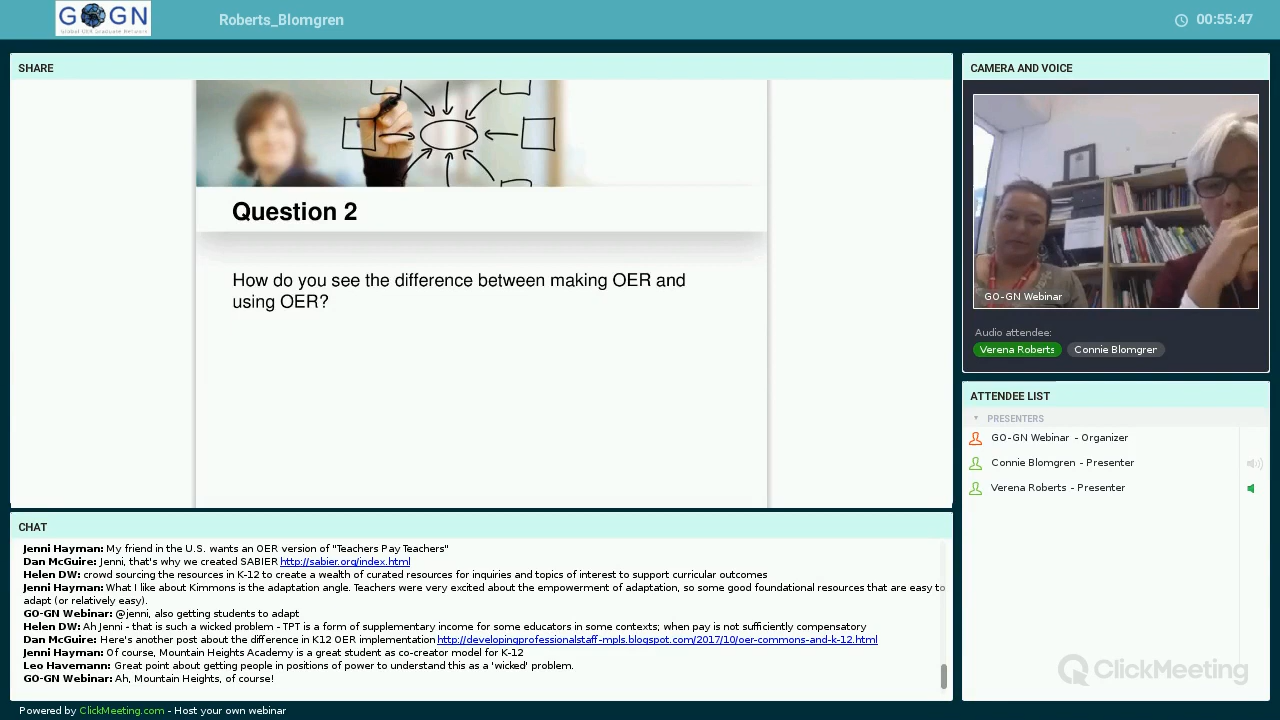 GOGN
Global OER Graduate Network
Roberts_Blomgren
00:55:47
SHARE
Question 2
How do you see the difference between making OER and
using OER?
CHAT
Jenni Hayman: My friend in the U.S. wants an OER version of "Teachers Pay Teachers"
Dan McGuire: Jenni, that's why we created SABIER http://sabier.org/index.html
Helen DW: crowd sourcing the resources in K-12 to create a wealth of curated resources for inquiries and topics of interest to support curricular outcomes
Jenni Hayman: What I like about Kimmons is the adaptation angle. Teachers were very excited about the empowerment of adaptation, so some good foundational resources that are easy to
adapt (or relatively easy).
GO-GN Webinar: @jenni, also getting students to adapt
Helen DW: Ah Jenni - that is such a wicked problem - TPT is a form of supplementary income for some educators in some contexts; when pay is not sufficiently compensatory
Dan McGuire: Here's another post about the difference in K12 OER implementation http://developingprofessionalstaff-mpls.blogspot.com/2017/10/oer-commons-and-k-12.html
Jenni Hayman: Of course, Mountain Heights Academy is a great student as co-creator model for K-12
Leo Havemann: Great point about getting people in positions of power to understand this as a 'wicked' problem.
GO-GN Webinar: Ah, Mountain Heights, of course!
CAMERA AND VOICE
GO-GN Webinar
Audio attendee:
Verena Roberts
Connie Blomgren
ATTENDEE LIST
PRESENTERS
GO-GN Webinar - Organizer
Connie Blomgren - Presenter
Verena Roberts - Presenter
ClickMeeting
Powered by ClickMeeting.com - Host your own webinar